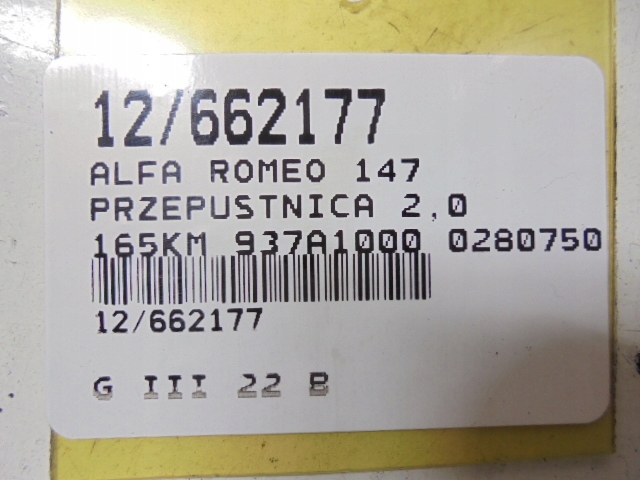 12/662177
ALFA ROMEO 147
PRZEPUSTNICA 2,0
165KM 937A1000 0280750
12/662177
G III 22 B